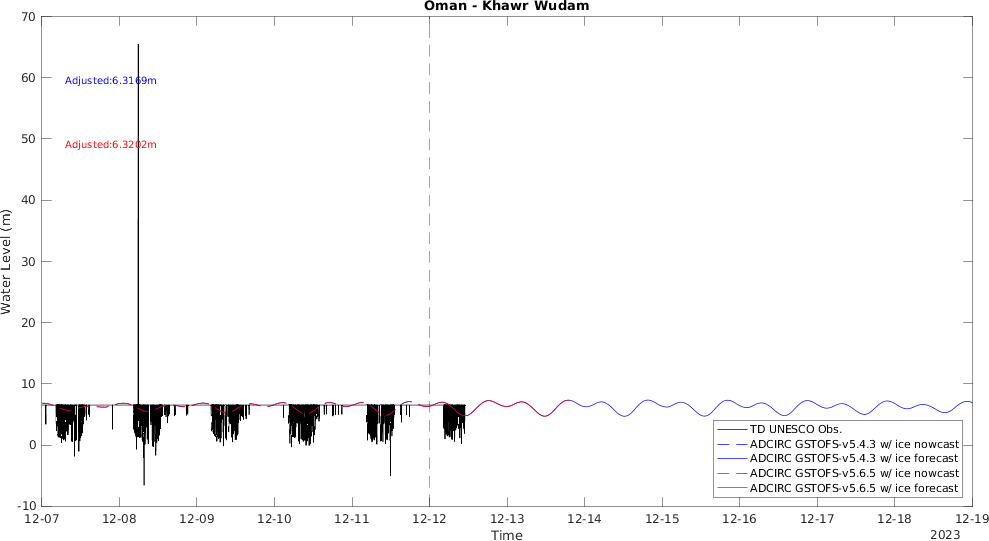 Oman - Khawr Wudam
70
60
50
40
30
20
10
0
-10
Water Level (m)
Adjusted:6.3169m
Adjusted:6.3202m
TD UNESCO Obs.
ADCIRC GSTOFS-v5.4.3 w/ ice nowcast
ADCIRC GSTOFS-v5.4.3 w/ ice forecast
ADCIRC GSTOFS-v5.6.5 w/ ice nowcast
ADCIRC GSTOFS-v5.6.5 w/ ice forecast
12-07 12-08 12-09 12-10 12-11 12-12 12-13 12-14 12-15 12-16 12-17 12-18 12-19
Time
2023